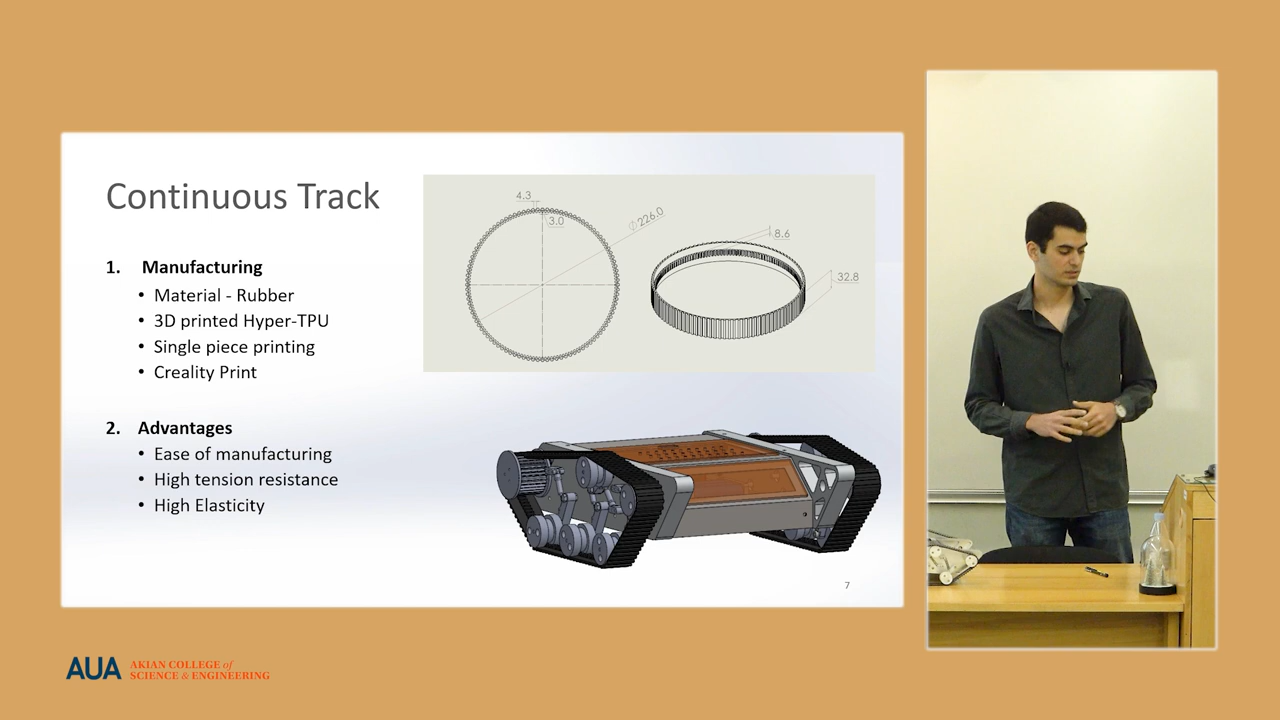 Continuous Track
1. Manufacturing
• Material - Rubber
• 3D printed Hyper-TPU
• Single piece printing
• Creality Print
2. Advantages
• Ease of manufacturing
• High tension resistance
• High Elasticity
4.3
3.0
∅226.0
8.6
32.8
7
AUA AKIAN COLLEGE of
SCIENCE & ENGINEERING